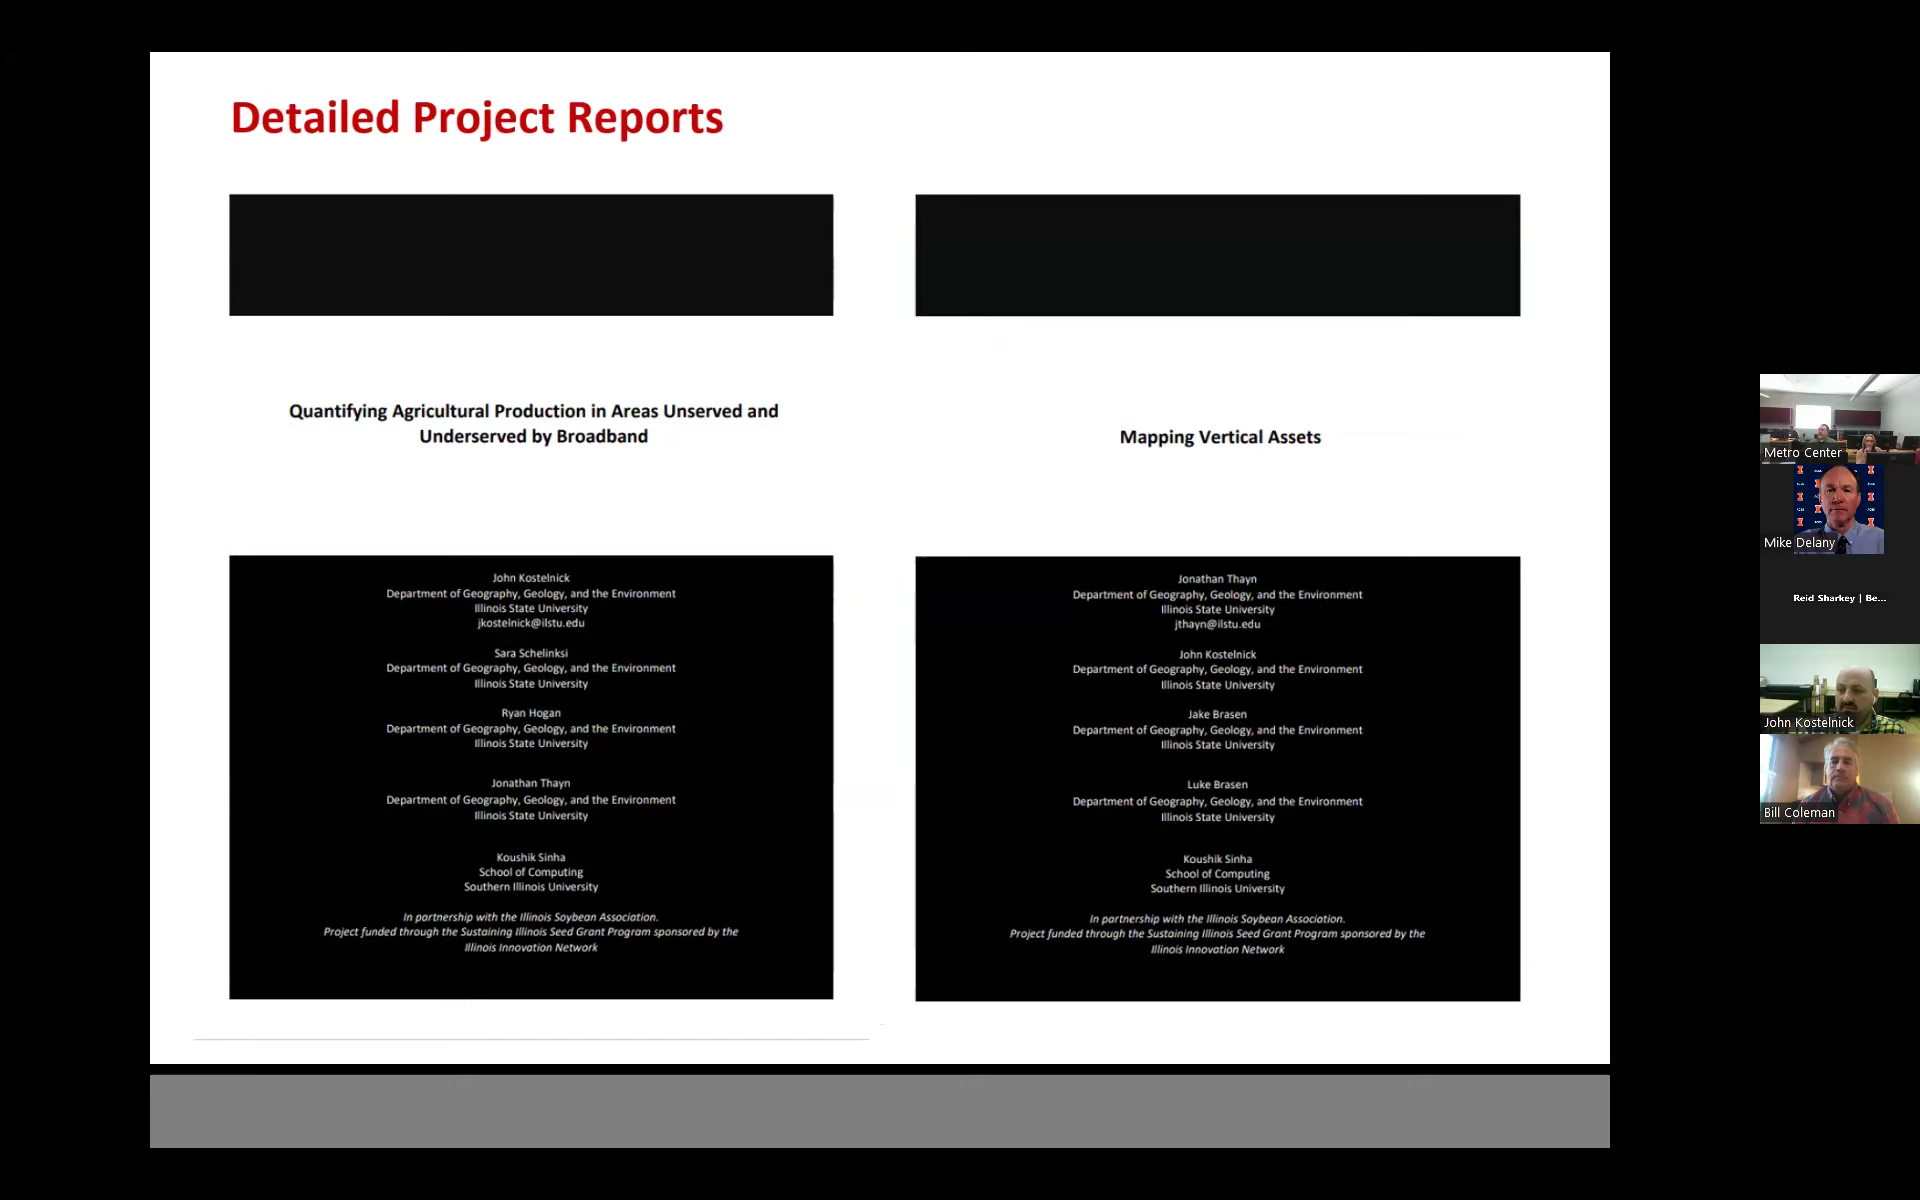 Detailed Project Reports
Quantifying Agricultural Production in Areas Unserved and
Underserved by Broadband
John Kostelnick
Department of Geography, Geology, and the Environment
Illinois State University
jkostelnick@ilstu.edu
Sara Schelinksi
Department of Geography, Geology, and the Environment
Illinois State University
Ryan Hogan
Department of Geography, Geology, and the Environment
Illinois State University
Jonathan Thayn
Department of Geography, Geology, and the Environment
Illinois State University
Koushik Sinha
School of Computing
Southern Illinois University
In partnership with the Illinois Soybean Association.
Project funded through the Sustaining Illinois Seed Grant Program sponsored by the
Illinois Innovation Network
Mapping Vertical Assets
Jonathan Thayn
Department of Geography, Geology, and the Environment
Illinois State University
jthayn@ilstu.edu
John Kostelnick
Department of Geography, Geology, and the Environment
Illinois State University
Jake Brasen
Department of Geography, Geology, and the Environment
Illinois State University
Luke Brasen
Department of Geography, Geology, and the Environment
Illinois State University
Koushik Sinha
School of Computing
Southern Illinois University
In partnership with the Illinois Soybean Association.
Project funded through the Sustaining Illinois Seed Grant Program sponsored by the
Illinois Innovation Network
Metro Center
Mike Delany
Reid Sharkey | Be...
John Kostelnick
Bill Coleman